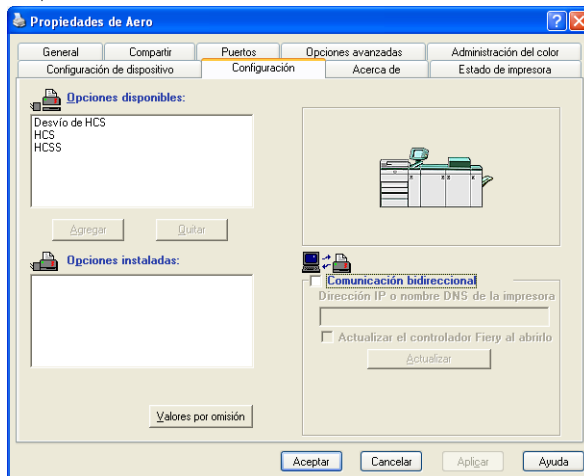 Propiedades de Aero
General
Compartir
Puertos
Opciones avanzadas
Administración del color
Configuración de dispositivo
Configuración
Acerca de
Estado de impresora
Opciones disponibles:
Desvío de HCS
HCS
HCSS
Agregar
Quitar
Opciones instaladas:
Valores por omisión
Comunicación bidireccional
Dirección IP o nombre DNS de la impresora
Actualizar el controlador Fiery al abrirlo
Actualizar
Aceptar
Cancelar
Aplicar
Ayuda